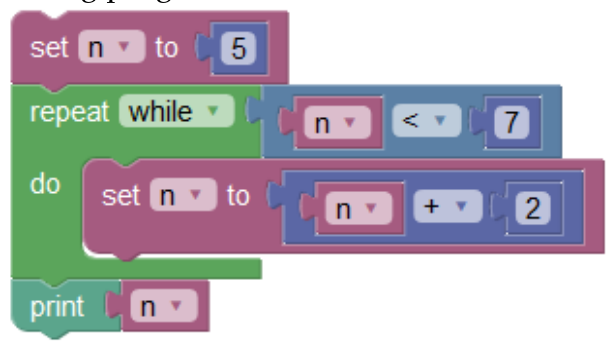 set n to 5
repeat while n < 7
do set n to n + 2
print n